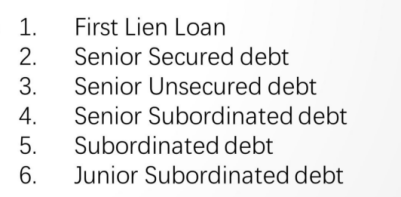 1. First Lien Loan
2. Senior Secured debt
3. Senior Unsecured debt
4. Senior Subordinated debt
5. Subordinated debt
6. Junior Subordinated debt